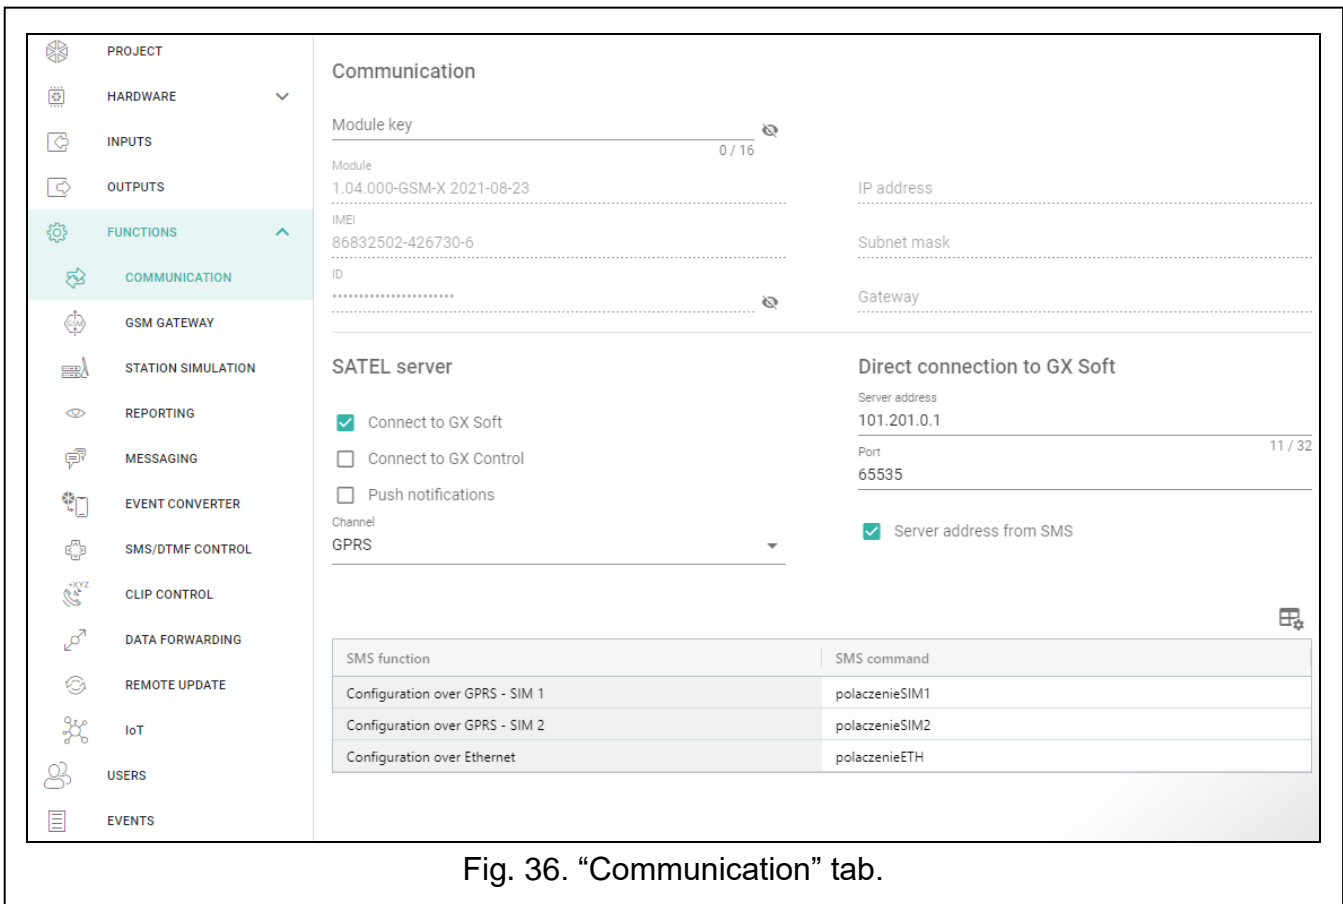 PROJECT
HARDWARE
INPUTS
OUTPUTS
FUNCTIONS
COMMUNICATION
GSM
GSM GATEWAY
STATION SIMULATION
REPORTING
MESSAGING
EVENT CONVERTER
SMS/DTMF CONTROL
+XYZ
CLIP CONTROL
DATA FORWARDING
REMOTE UPDATE
IoT
USERS
EVENTS
Communication
Module key
0 / 16
Module
1.04.000-GSM-X 2021-08-23
IMEI
86832502-426730-6
ID
•••••••••••••••••••••••
IP address
Subnet mask
Gateway
SATEL server
Connect to GX Soft
Connect to GX Control
Push notifications
Channel
GPRS
Direct connection to GX Soft
Server address
101.201.0.1
11 / 32
Port
65535
Server address from SMS
SMS function SMS command
Configuration over GPRS - SIM 1 polaczenieSIM1
Configuration over GPRS - SIM 2 polaczenieSIM2
Configuration over Ethernet polaczenieETH
Fig. 36. “Communication” tab.